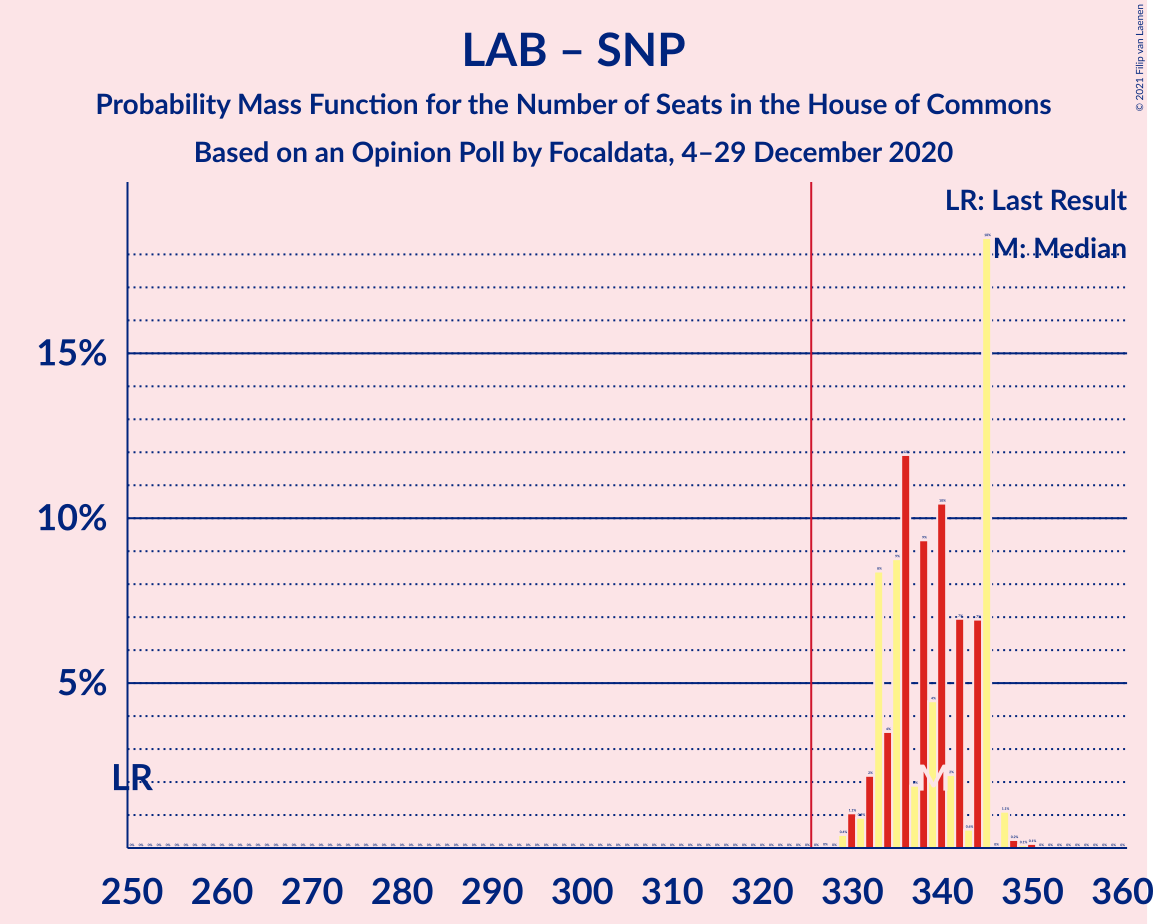 LAB – SNP
Probability Mass Function for the Number of Seats in the House of Commons
Based on an Opinion Poll by Focaldata, 4–29 December 2020
© 2021 Filip van Laenen
LR: Last Result
M: Median
15%
10%
5%
LR
M
250 260 270 280 290 300 310 320 330 340 350 360